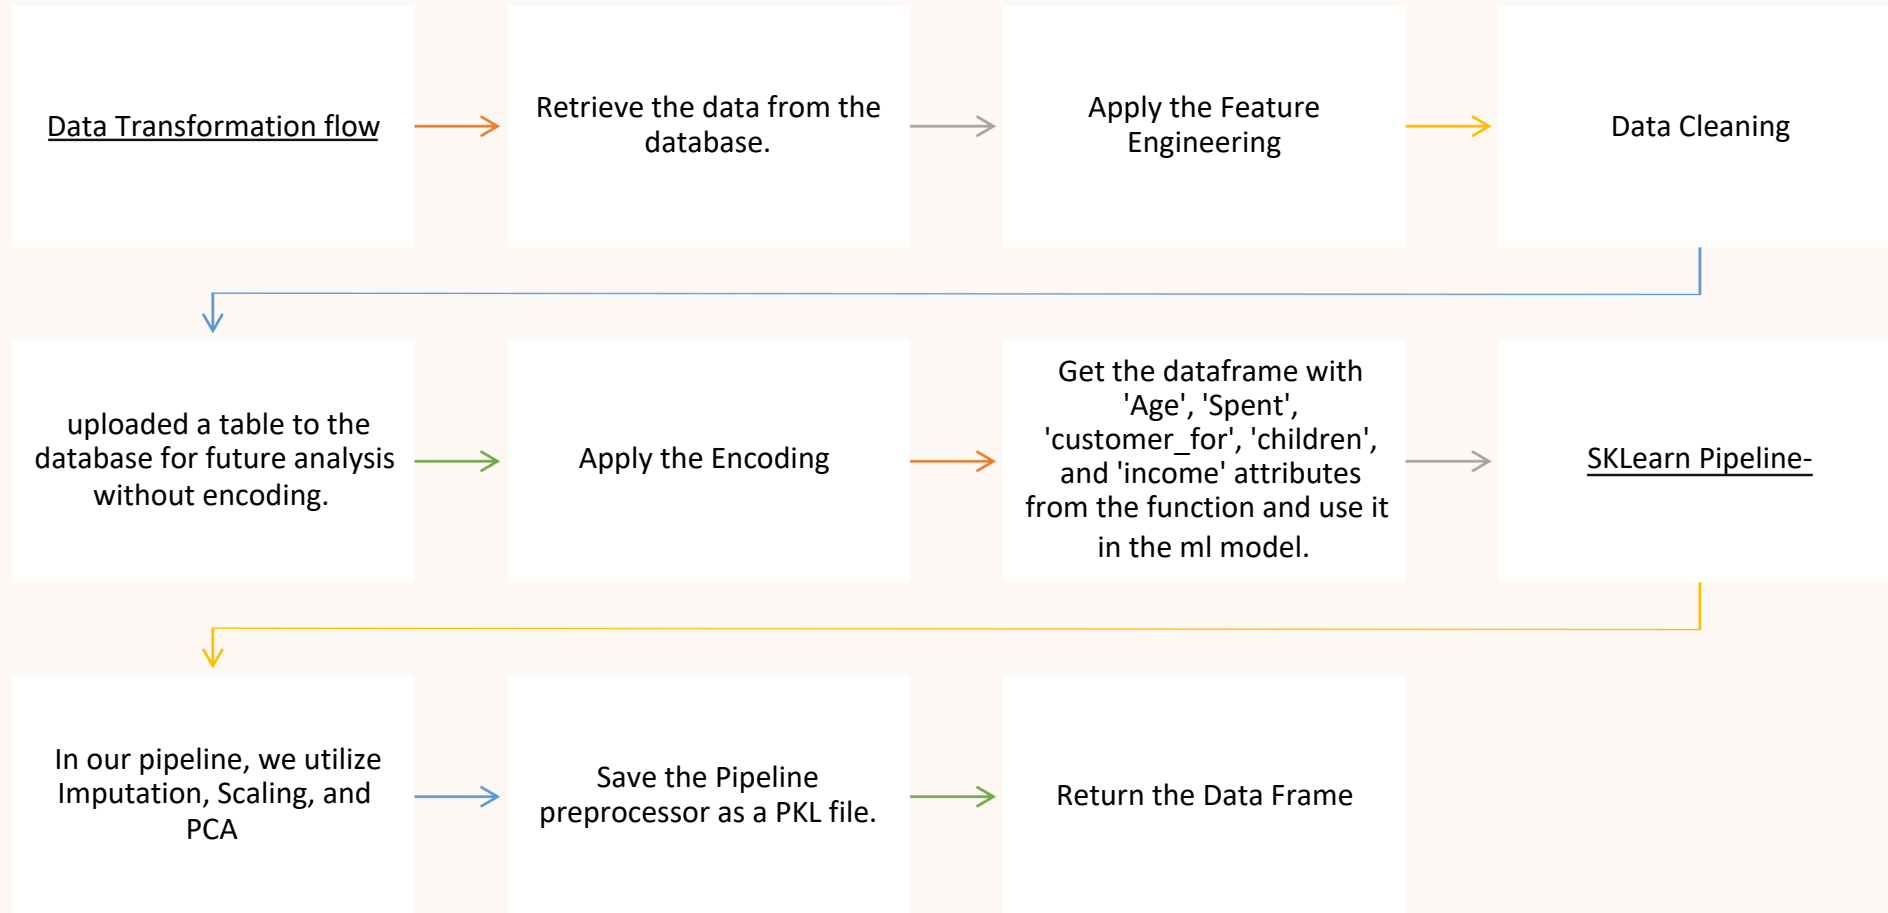 Data Transformation flow
Retrieve the data from the
database.
Apply the Feature
Engineering
Data Cleaning
uploaded a table to the
database for future analysis
without encoding.
Apply the Encoding
Get the dataframe with
'Age', 'Spent',
'customer_for', 'children',
and 'income' attributes
from the function and use it
in the ml model.
SKLearn Pipeline-
In our pipeline, we utilize
Imputation, Scaling, and
PCA
Save the Pipeline
preprocessor as a PKL file.
Return the Data Frame